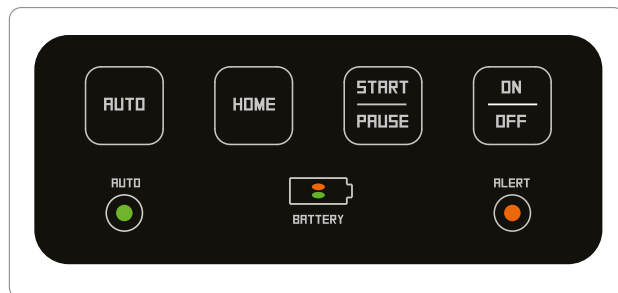 AUTO
HOME
START
PAUSE
ON
OFF
AUTO
BATTERY
ALERT